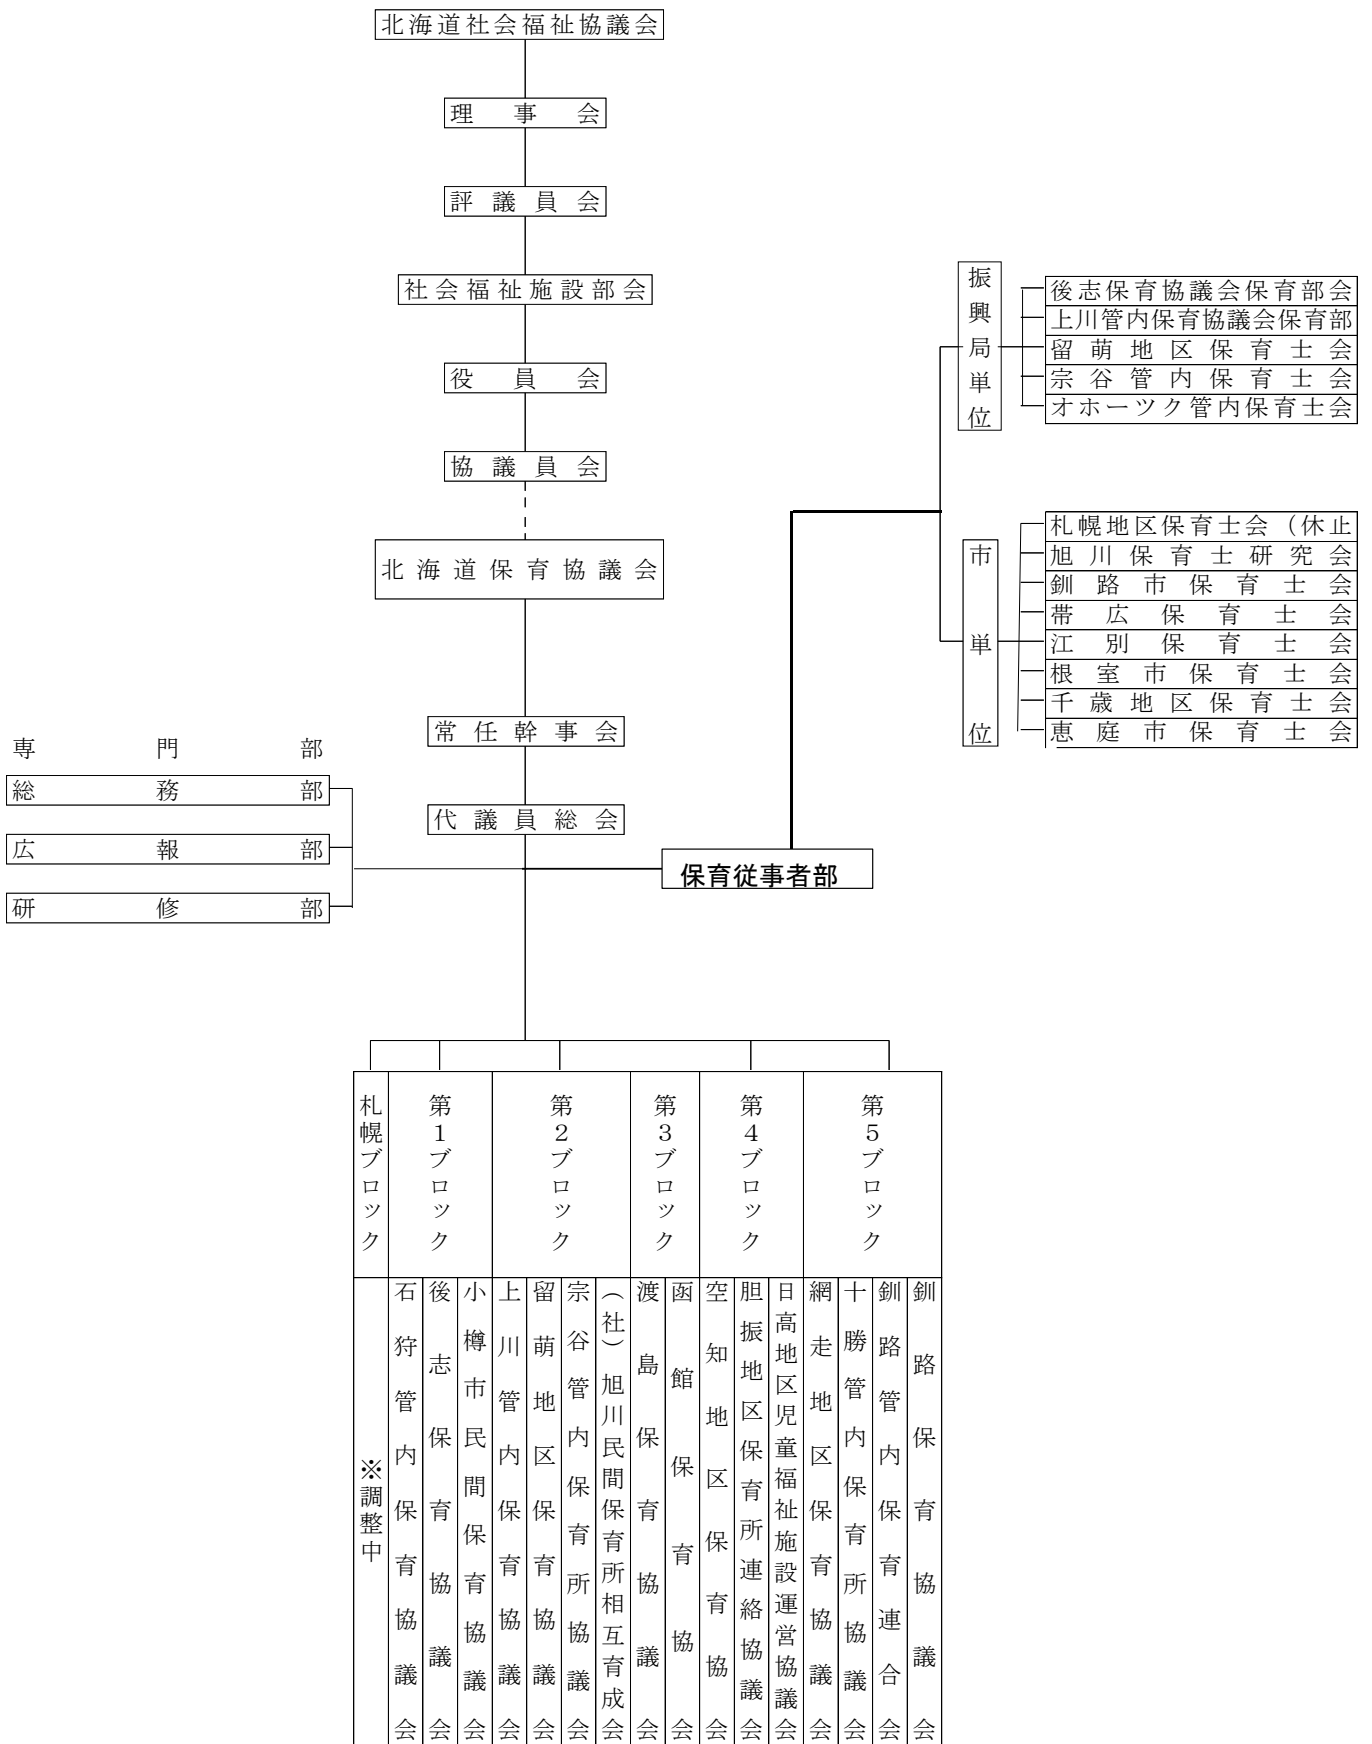 北海道社会福祉協議会
理事会
評議員会
社会福祉施設部会
役員会
協議員会
北海道保育協議会
常任幹事会
代議員総会
専門部
総務部
広報部
研修部
保育従事者部
振興局単位
後志保育協議会保育部会
上川管内保育協議会保育部
留萌地区保育士会
宗谷管内保育士会
オホーツク管内保育士会
市単位
札幌地区保育士会（休止
旭川保育士研究会
釧路市保育士会
帯広保育士会
江別保育士会
根室市保育士会
千歳地区保育士会
恵庭市保育士会
札幌ブロック
第1ブロック
第2ブロック
第3ブロック
第4ブロック
第5ブロック
※調整中
石狩管内保育協議会
後志保育協議会
小樽市民間保育協議会
上川管内保育協議会
留萌地区保育協議会
宗谷管内保育所協議会
（社）旭川民間保育所相互育成会
渡島保育協議会
函館保育協会
空知地区保育協会
胆振地区保育所連絡協議会
日高地区児童福祉施設運営協議会
網走地区保育協議会
十勝管内保育所協議会
釧路管内保育連合会
釧路保育協議会